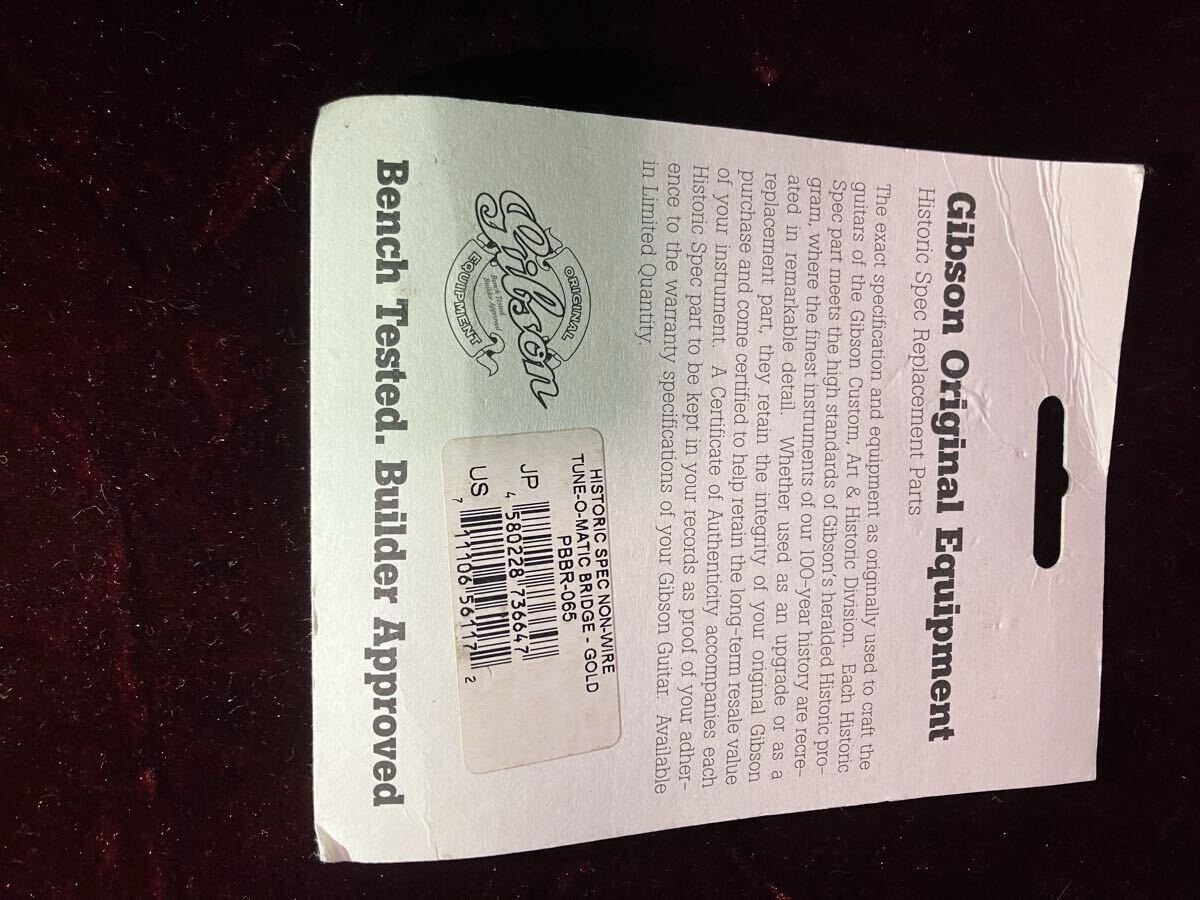 Gibson Original Equipment
Historic Spec Replacement Parts
The exact specification and equipment as originally used to craft the
guitars of the Gibson Custom, Art & Historic Division. Each Historic
Spec part meets the high standards of Gibson's heralded Historic pro-
gram, where the finest instruments of our 100-year history are recre-
ated in remarkable detail. Whether used as an upgrade or as a
replacement part, they retain the integrity of your original Gibson
purchase and come certified to help retain the long-term resale value
of your instrument. A Certificate of Authenticity accompanies each
Historic Spec part to be kept in your records as proof of your adher-
ence to the warranty specifications of your Gibson Guitar. Available
in Limited Quantity.
ORIGINAL
Gibson
Bench Tested.
Builder Approved
EQUIPMENT
HISTORIC SPEC NON-WIRE
TUNE-O-MATIC BRIDGE - GOLD
PBBR-065
JP
4 580228 736647
US
7 11106 56117 2
Bench Tested. Builder Approved